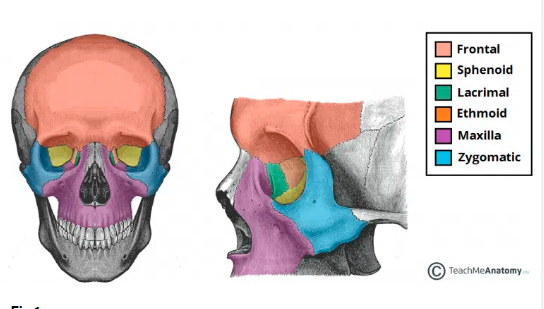 Frontal
Sphenoid
Lacrimal
Ethmoid
Maxilla
Zygomatic
© TeachMeAnatomy